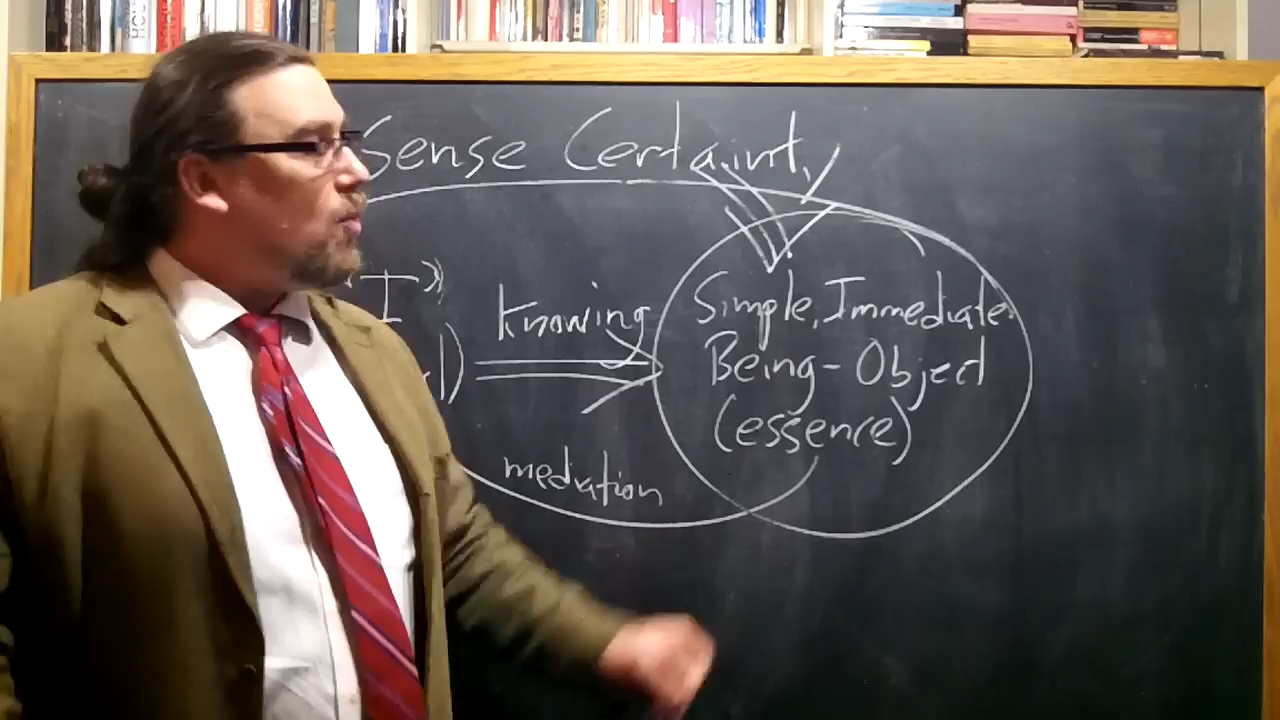 Sense Certainty
"I"
Knowing
Simple, Immediate
Being-Object
(essence)
mediation